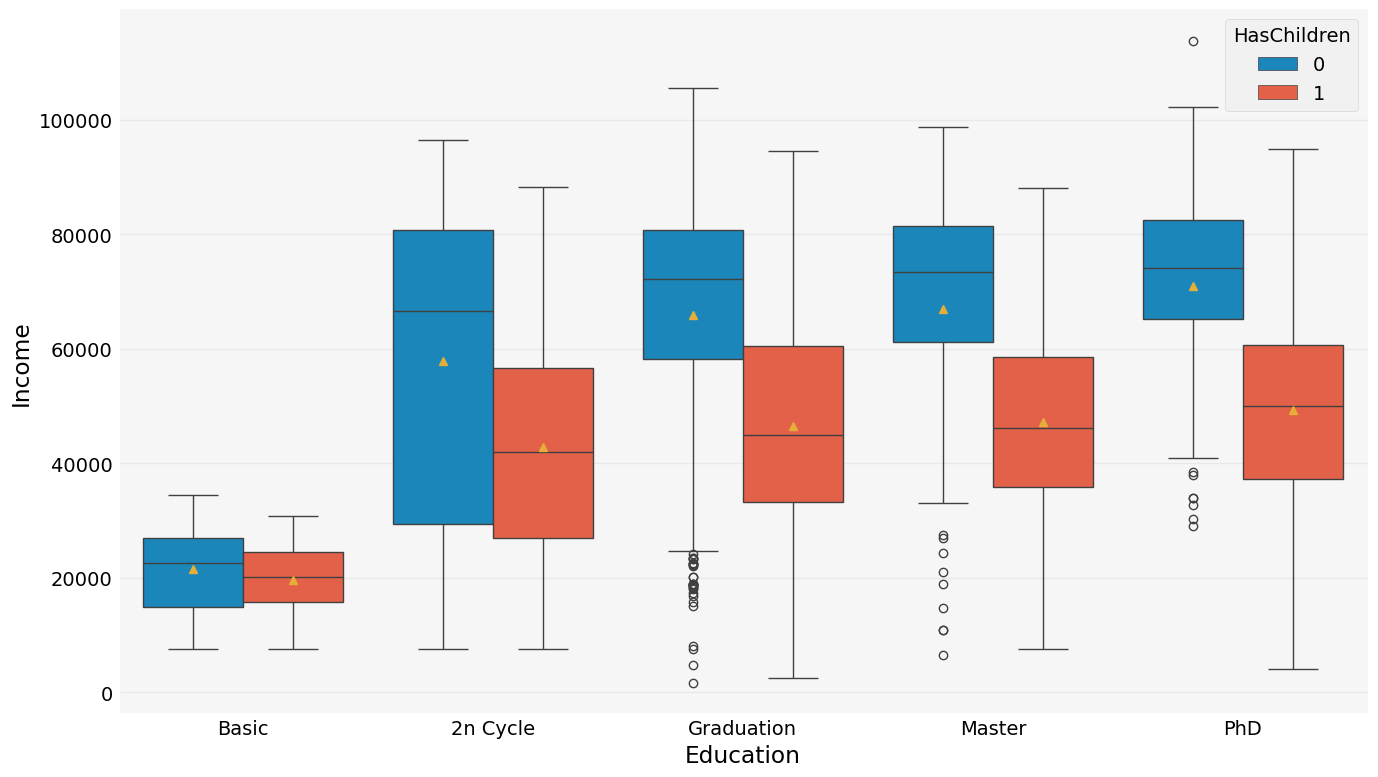 HasChildren
0
1
100000
80000
60000
40000
20000
0
Income
Basic
2n Cycle
Graduation
Master
PhD
Education